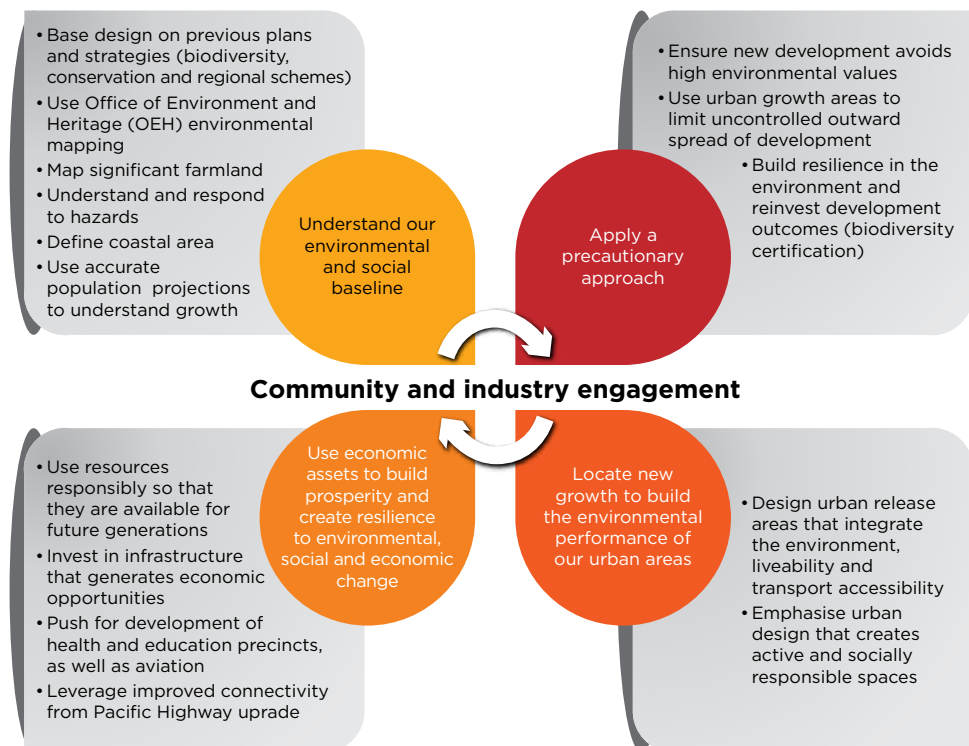 • Base design on previous plans
and strategies (biodiversity,
conservation and regional schemes)
• Use Office of Environment and
Heritage (OEH) environmental
mapping
• Map significant farmland
• Understand and respond
to hazards
• Define coastal area
• Use accurate
population projections
to understand growth
Understand our
environmental
and social
baseline
Apply a
precautionary
approach
• Ensure new development avoids
high environmental values
• Use urban growth areas to
limit uncontrolled outward
spread of development
• Build resilience in the
environment and
reinvest development
outcomes (biodiversity
certification)
Community and industry engagement
• Use resources
responsibly so that
they are available for
future generations
• Invest in infrastructure
that generates economic
opportunities
• Push for development of
health and education precincts,
as well as aviation
• Leverage improved connectivity
from Pacific Highway uprade
Use economic
assets to build
prosperity and
create resilience
to environmental,
social and economic
change
Locate new
growth to build
the environmental
performance of
our urban areas
• Design urban release
areas that integrate
the environment,
liveability and
transport accessibility
• Emphasise urban
design that creates
active and socially
responsible spaces